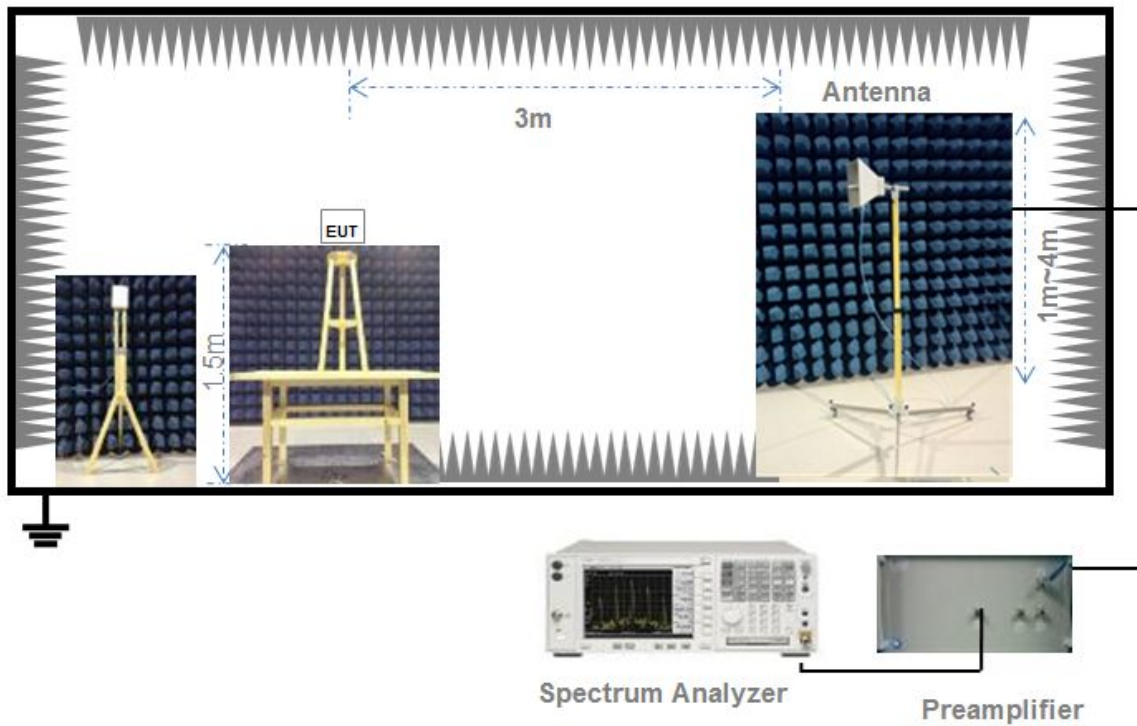 Antenna
3m
EUT
1.5m
1m~4m
Spectrum Analyzer
Preamplifier